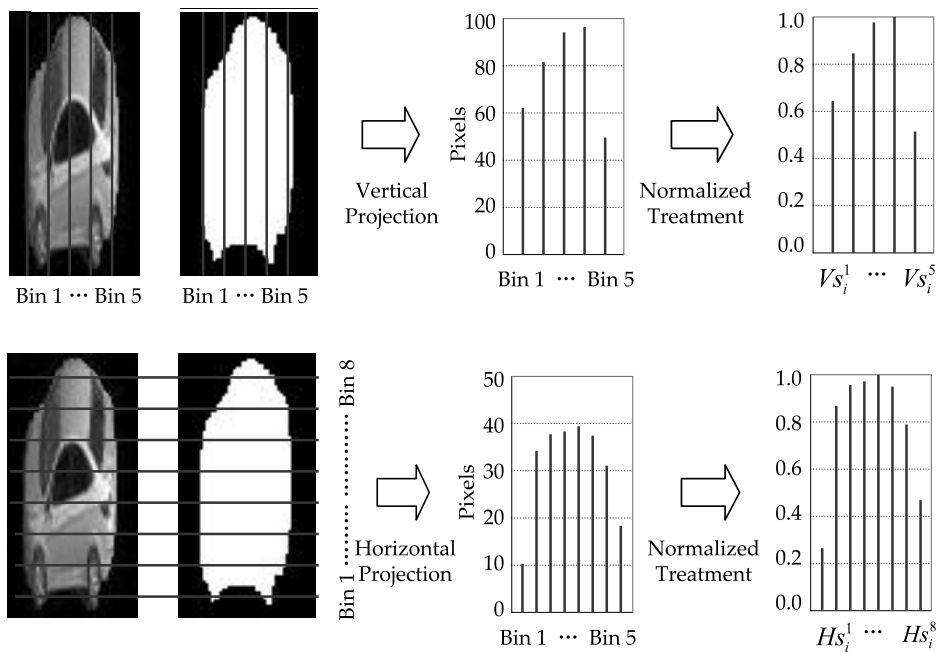 Bin 1 ··· Bin 5
Bin 1 ··· Bin 5
Vertical
Projection
Pixels
100
80
60
40
20
0
Bin 1 ··· Bin 5
Normalized
Treatment
1.0
0.8
0.6
0.4
0.2
0.0
Vs_i^1 ··· Vs_i^5
Bin 1 ········ ········ Bin 8
Horizontal
Projection
Pixels
50
40
30
20
10
0
Bin 1 ··· Bin 5
Normalized
Treatment
1.0
0.8
0.6
0.4
0.2
0.0
Hs_i^1 ··· Hs_i^8